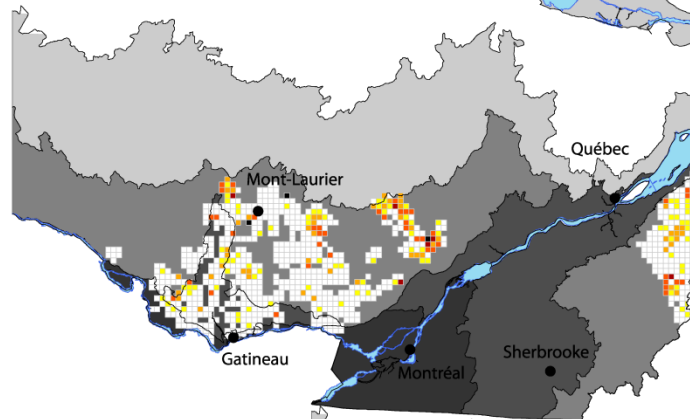 Québec
Mont-Laurier
Gatineau
Montréal
Sherbrooke